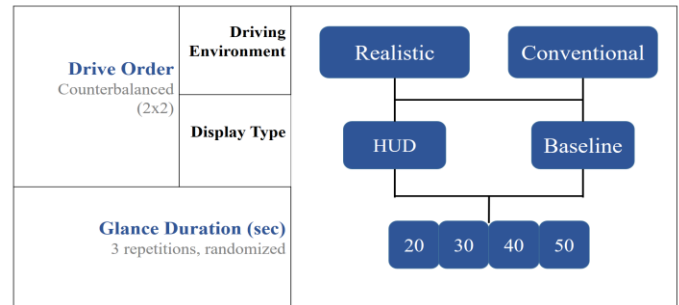 Drive Order
Counterbalanced
(2x2)
Driving
Environment
Realistic
Conventional
Display Type
HUD
Baseline
Glance Duration (sec)
3 repetitions, randomized
20
30
40
50